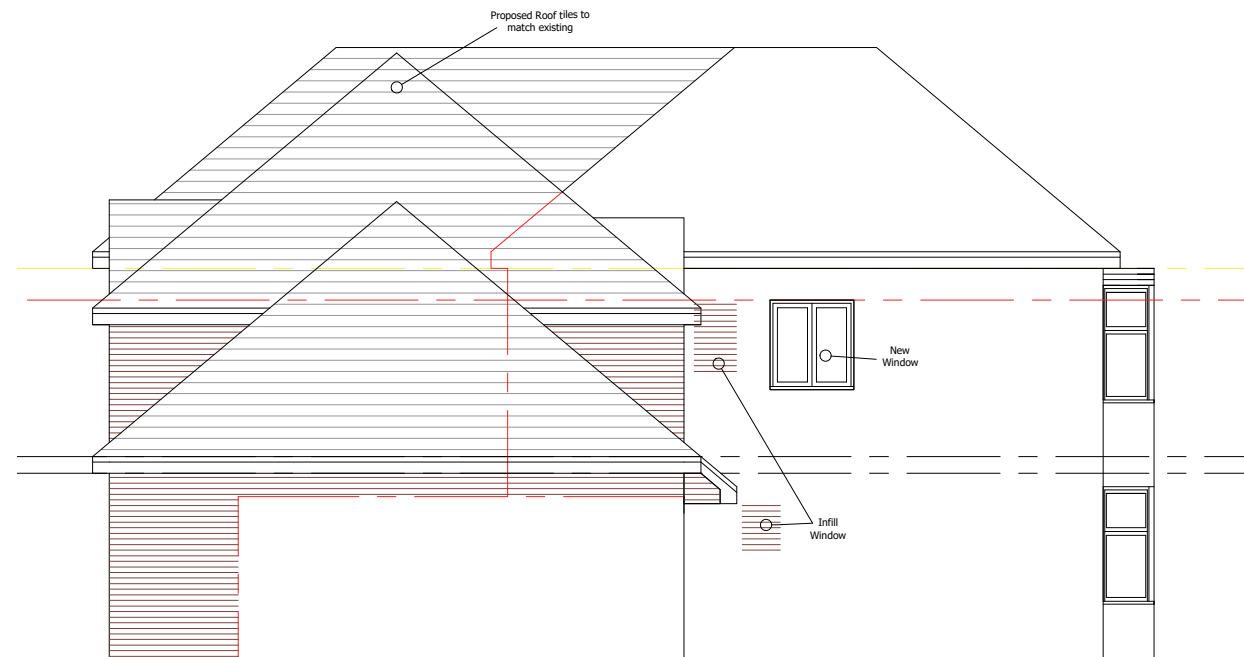 Proposed Roof tiles to
match existing
New
Window
Infill
Window